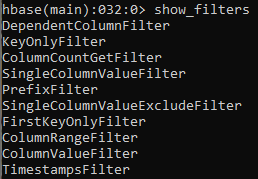 hbase(main):032:0> show_filters
DependentColumnFilter
KeyOnlyFilter
ColumnCountGetFilter
SingleColumnValueFilter
PrefixFilter
SingleColumnValueExcludeFilter
FirstKeyOnlyFilter
ColumnRangeFilter
ColumnValueFilter
TimestampsFilter